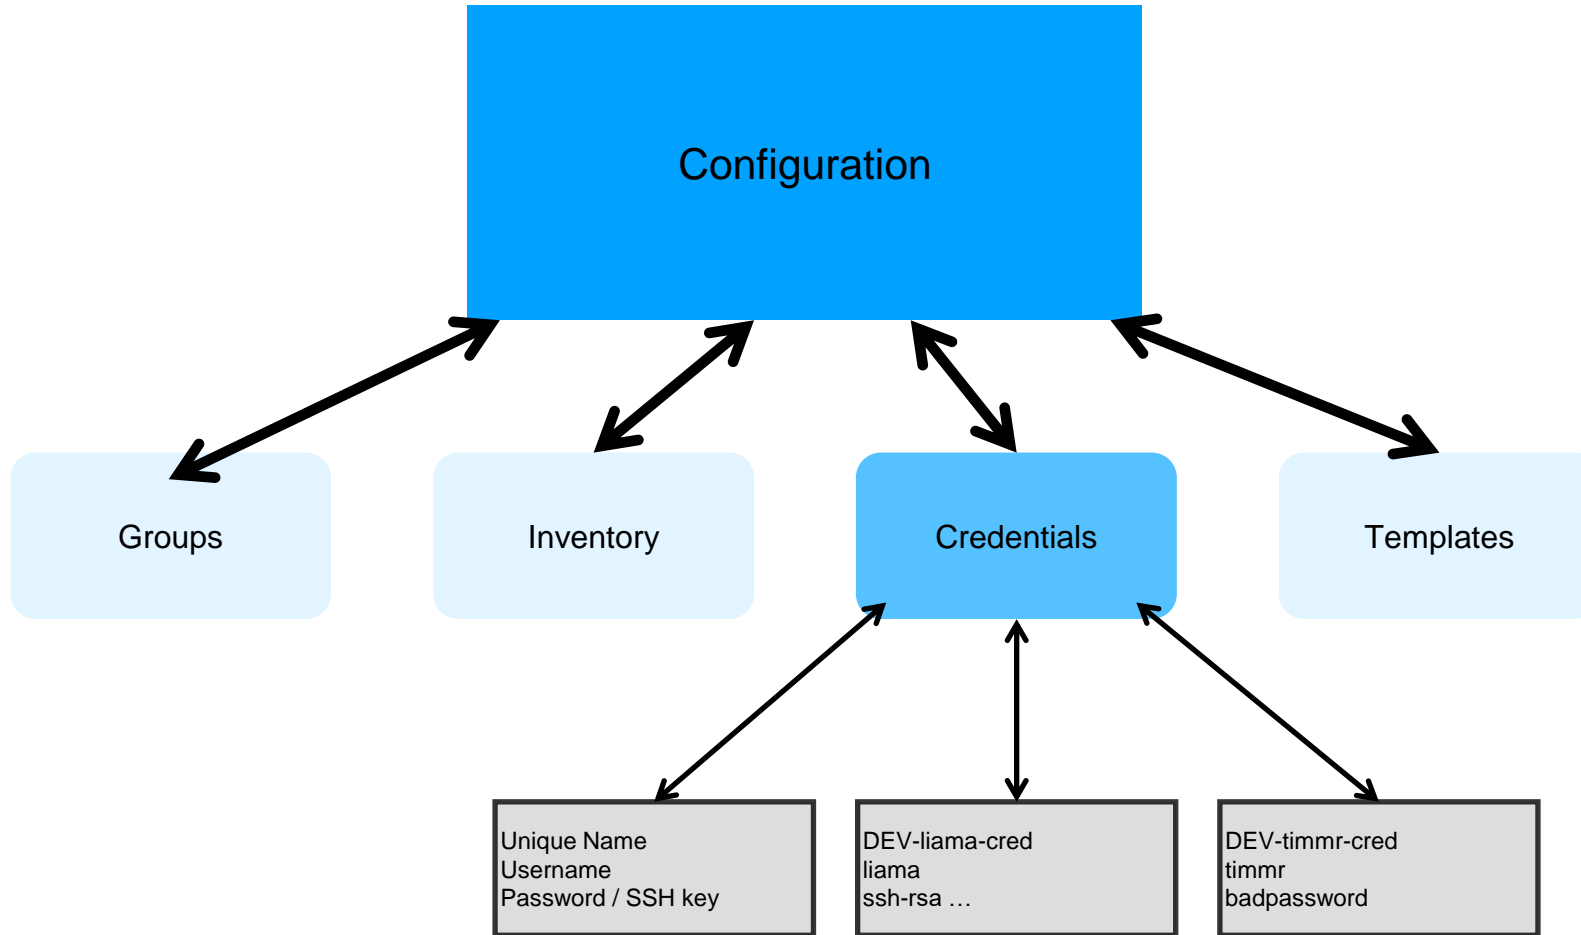 Configuration
Groups
Inventory
Credentials
Templates
Unique Name
Username
Password / SSH key
DEV-liama-cred
liama
ssh-rsa …
DEV-timmr-cred
timmr
badpassword